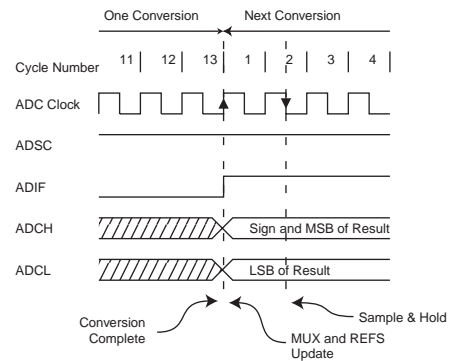 One Conversion Next Conversion
Cycle Number 11 12 13 1 2 3 4
ADC Clock
ADSC
ADIF
ADCH Sign and MSB of Result
ADCL LSB of Result
Conversion
Complete
MUX and REFS
Update
Sample & Hold